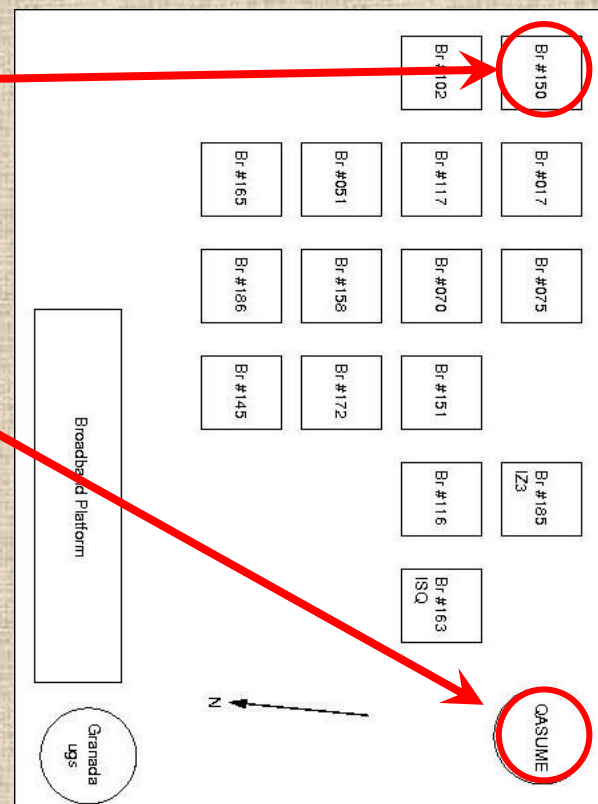 Br #102
Br #150
Br #165
Br #051
Br #117
Br #017
Br #186
Br #158
Br #070
Br #075
Br #145
Br #172
Br #151
Br #116
Br #185
IZ3
Br #163
ISQ
Broadband Platform
N
QASUME
Granada
ugs